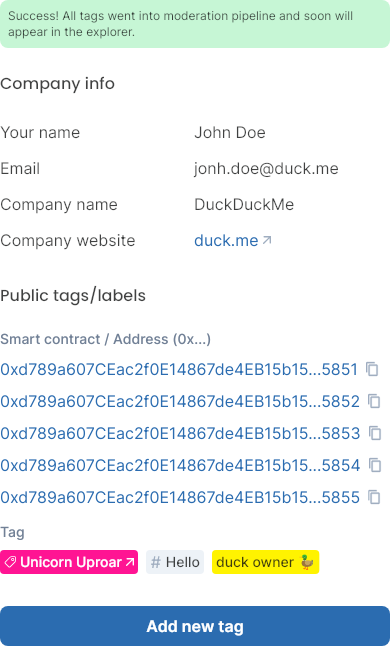 Success! All tags went into moderation pipeline and soon will
appear in the explorer.
Company info
Your name John Doe
Email jonh.doe@duck.me
Company name DuckDuckMe
Company website duck.me
Public tags/labels
Smart contract / Address (0x...)
0xd789a607CEac2f0E14867de4EB15b15...5851
0xd789a607CEac2f0E14867de4EB15b15...5852
0xd789a607CEac2f0E14867de4EB15b15...5853
0xd789a607CEac2f0E14867de4EB15b15...5854
0xd789a607CEac2f0E14867de4EB15b15...5855
Tag
Unicorn Uproar # Hello duck owner 🦆
Add new tag